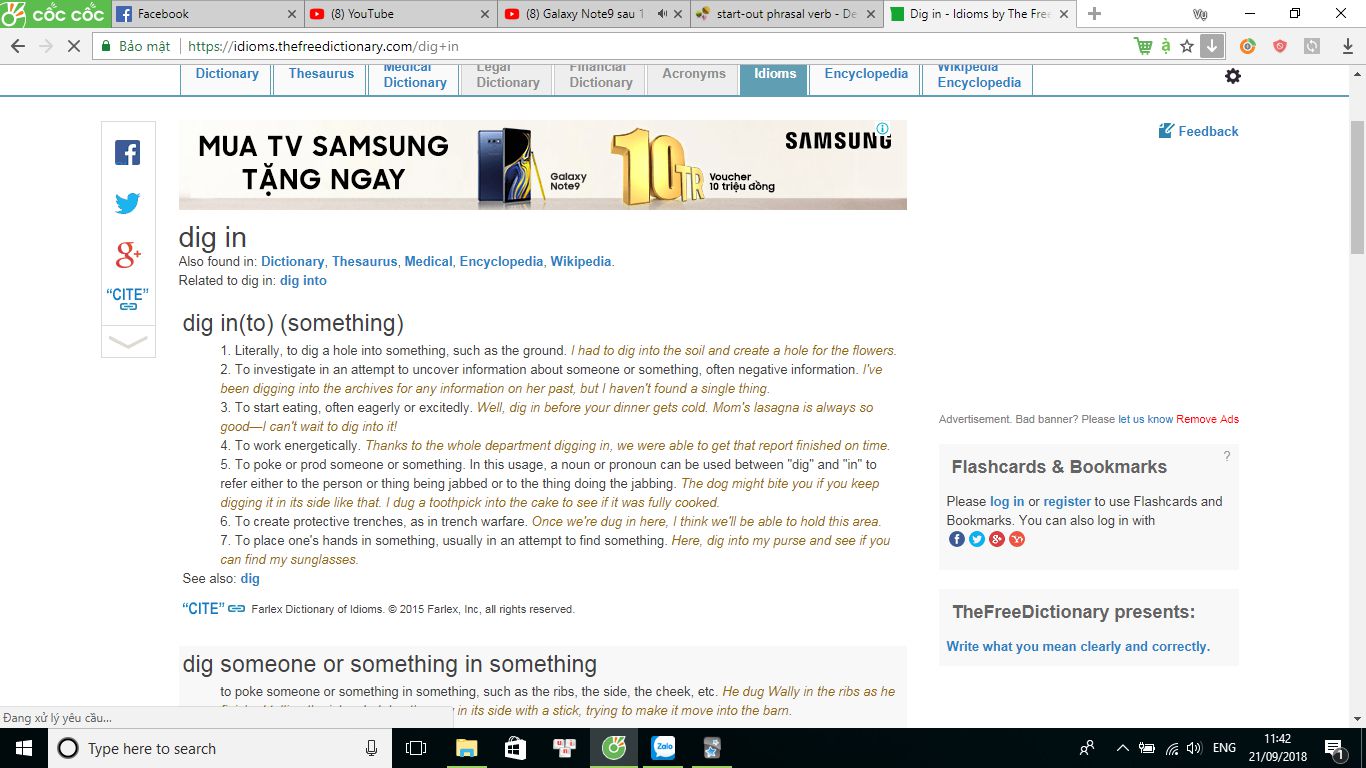 cốc cốc
Facebook
(8) YouTube
(8) Galaxy Note9 sau 1
start-out phrasal verb - De
Dig in - Idioms by The Free
Vy
Bảo mật
https://idioms.thefreedictionary.com/dig+in
Dictionary
Thesaurus
Medical
Dictionary
Legal
Dictionary
Financial
Dictionary
Acronyms
Idioms
Encyclopedia
Wikipedia
Encyclopedia
Feedback
MUA TV SAMSUNG
TẶNG NGAY
Galaxy
Note9
10TR
Voucher
10 triệu đồng
SAMSUNG
"CITE"
dig in
Also found in: Dictionary, Thesaurus, Medical, Encyclopedia, Wikipedia.
Related to dig in: dig into
dig in(to) (something)
1. Literally, to dig a hole into something, such as the ground. I had to dig into the soil and create a hole for the flowers.
2. To investigate in an attempt to uncover information about someone or something, often negative information. I've
been digging into the archives for any information on her past, but I haven't found a single thing.
3. To start eating, often eagerly or excitedly. Well, dig in before your dinner gets cold. Mom's lasagna is always so
good—I can't wait to dig into it!
4. To work energetically. Thanks to the whole department digging in, we were able to get that report finished on time.
5. To poke or prod someone or something. In this usage, a noun or pronoun can be used between "dig" and "in" to
refer either to the person or thing being jabbed or to the thing doing the jabbing. The dog might bite you if you keep
digging it in its side like that. I dug a toothpick into the cake to see if it was fully cooked.
6. To create protective trenches, as in trench warfare. Once we're dug in here, I think we'll be able to hold this area.
7. To place one's hands in something, usually in an attempt to find something. Here, dig into my purse and see if you
can find my sunglasses.
See also: dig
"CITE" Farlex Dictionary of Idioms. © 2015 Farlex, Inc, all rights reserved.
dig someone or something in something
to poke someone or something in something, such as the ribs, the side, the cheek, etc. He dug Wally in the ribs as he
in its side with a stick, trying to make it move into the barn.
Advertisement. Bad banner? Please let us know Remove Ads
Flashcards & Bookmarks
?
Please log in or register to use Flashcards and
Bookmarks. You can also log in with
TheFreeDictionary presents:
Write what you mean clearly and correctly.
Đang xử lý yêu cầu...
Type here to search
Zalo
ENG
11:42
21/09/2018
1